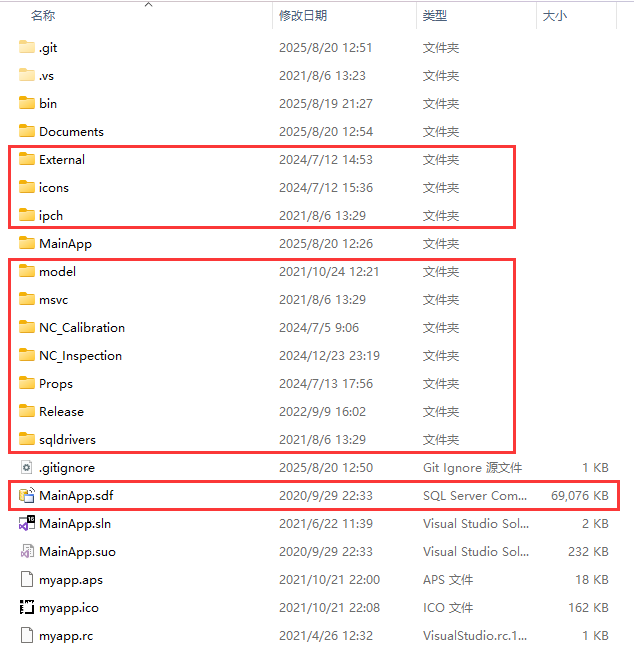 名称 修改日期 类型 大小
.git 2025/8/20 12:51 文件夹
.vs 2021/8/6 13:23 文件夹
bin 2025/8/19 21:27 文件夹
Documents 2025/8/20 12:54 文件夹
External 2024/7/12 14:53 文件夹
icons 2024/7/12 15:36 文件夹
ipch 2021/8/6 13:29 文件夹
MainApp 2025/8/20 12:26 文件夹
model 2021/10/24 12:21 文件夹
msvc 2021/8/6 13:29 文件夹
NC_Calibration 2024/7/5 9:06 文件夹
NC_Inspection 2024/12/23 23:19 文件夹
Props 2024/7/13 17:56 文件夹
Release 2022/9/9 16:02 文件夹
sqldrivers 2021/8/6 13:29 文件夹
.gitignore 2025/8/20 12:50 Git Ignore 源文件 1 KB
MainApp.sdf 2020/9/29 22:33 SQL Server Com... 69,076 KB
MainApp.sln 2021/6/22 11:39 Visual Studio Sol... 2 KB
MainApp.suo 2020/9/29 22:33 Visual Studio Sol... 232 KB
myapp.aps 2021/10/21 22:00 APS 文件 18 KB
myapp.ico 2021/10/21 22:08 ICO 文件 162 KB
myapp.rc 2021/4/26 12:32 VisualStudio.rc.1... 6 KB